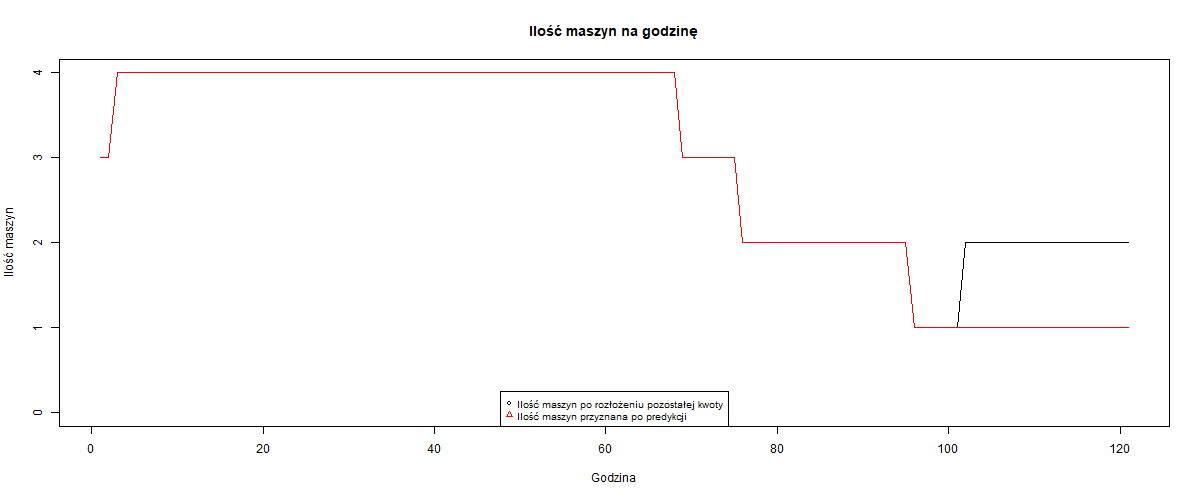 Ilość maszyn na godzinę
Ilość maszyn
4
3
2
1
0
Ilość maszyn po rozłożeniu pozostałej kwoty
Ilość maszyn przyznana po predykcji
0 20 40 60 80 100 120
Godzina